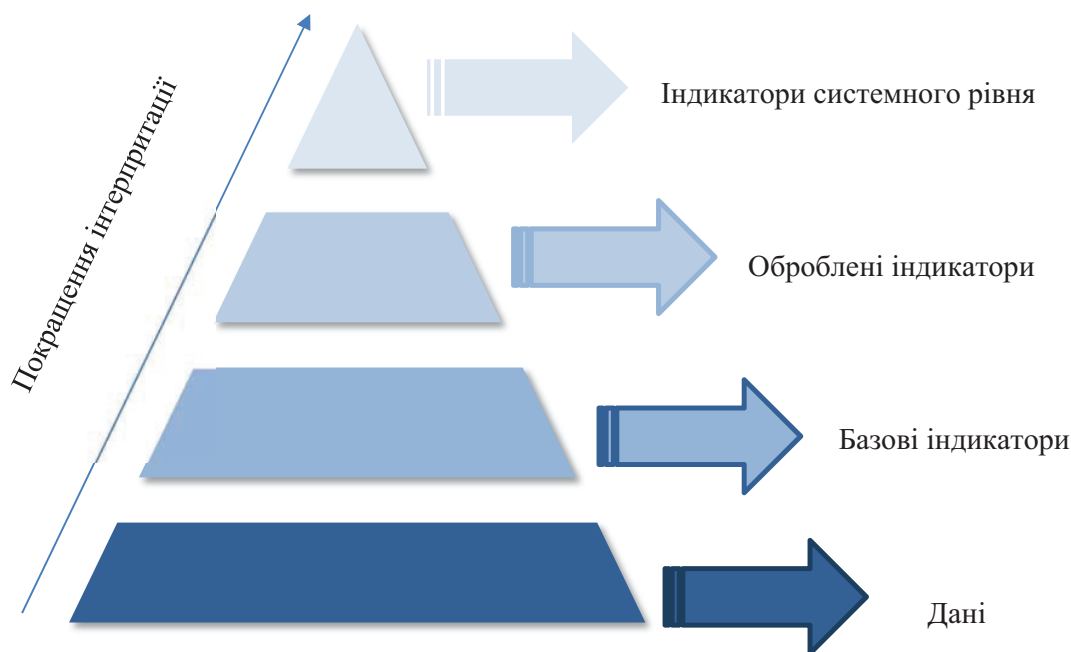 Індикатори системного рівня
Покращення інтерпритації
Оброблені індикатори
Базові індикатори
Дані